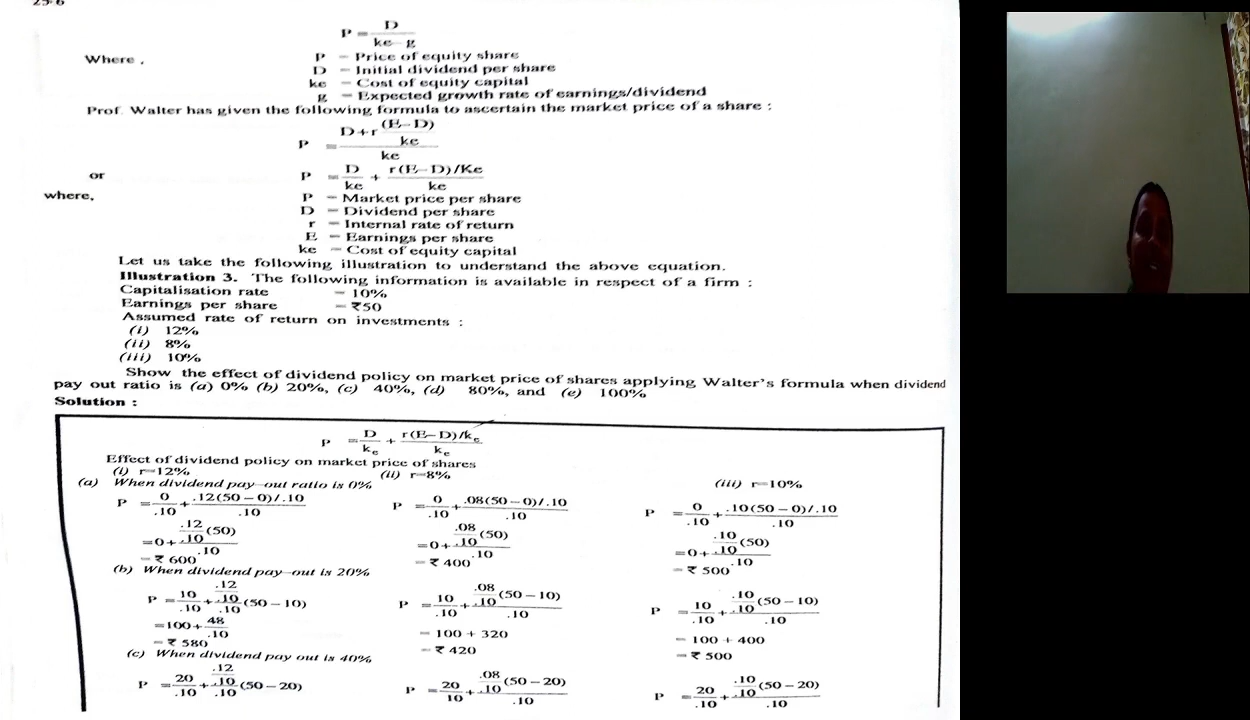 P = D / ke - g
Where ,
P = Price of equity share
D = Initial dividend per share
ke = Cost of equity capital
g = Expected growth rate of earnings/dividend
Prof. Walter has given the following formula to ascertain the market price of a share :
P = (D+r (E-D) / ke) / ke
or P = D / ke + r(E-D)/Ke / ke
where,
P = Market price per share
D = Dividend per share
r = Internal rate of return
E = Earnings per share
ke = Cost of equity capital
Let us take the following illustration to understand the above equation.
Illustration 3. The following information is available in respect of a firm :
Capitalisation rate = 10%
Earnings per share = ₹50
Assumed rate of return on investments :
(i) 12%
(ii) 8%
(iii) 10%
Show the effect of dividend policy on market price of shares applying Walter's formula when dividend
pay out ratio is (a) 0% (b) 20%, (c) 40%, (d) 80%, and (e) 100%
Solution :
P = D / ke + r(E-D)/ke / ke
Effect of dividend policy on market price of shares
(i) r=12% (ii) r=8% (iii) r=10%
(a) When dividend pay-out ratio is 0%
P = 0/.10 + .12(50-0)/.10 / .10 P = 0/.10 + .08(50-0)/.10 / .10 P = 0/.10 + .10(50-0)/.10 / .10
= 0+ .12/.10 (50) / .10 = 0+ .08/.10 (50) / .10 = 0+ .10/.10 (50) / .10
= ₹ 600 = ₹ 400 = ₹ 500
(b) When dividend pay-out is 20%
P = 10/.10 + .12/.10 / .10 (50-10) P = 10/.10 + .08/.10 (50-10) / .10 P = 10/.10 + .10/.10 (50-10) / .10
= 100+ 48/.10 = 100 + 320 = 100 + 400
= ₹ 580 = ₹ 420 = ₹ 500
(c) When dividend pay out is 40%
P = 20/.10 + .12/.10 / .10 (50-20) P = 20/10 + .08/.10 (50-20) / .10 P = 20/.10 + .10/.10 (50-20) / .10